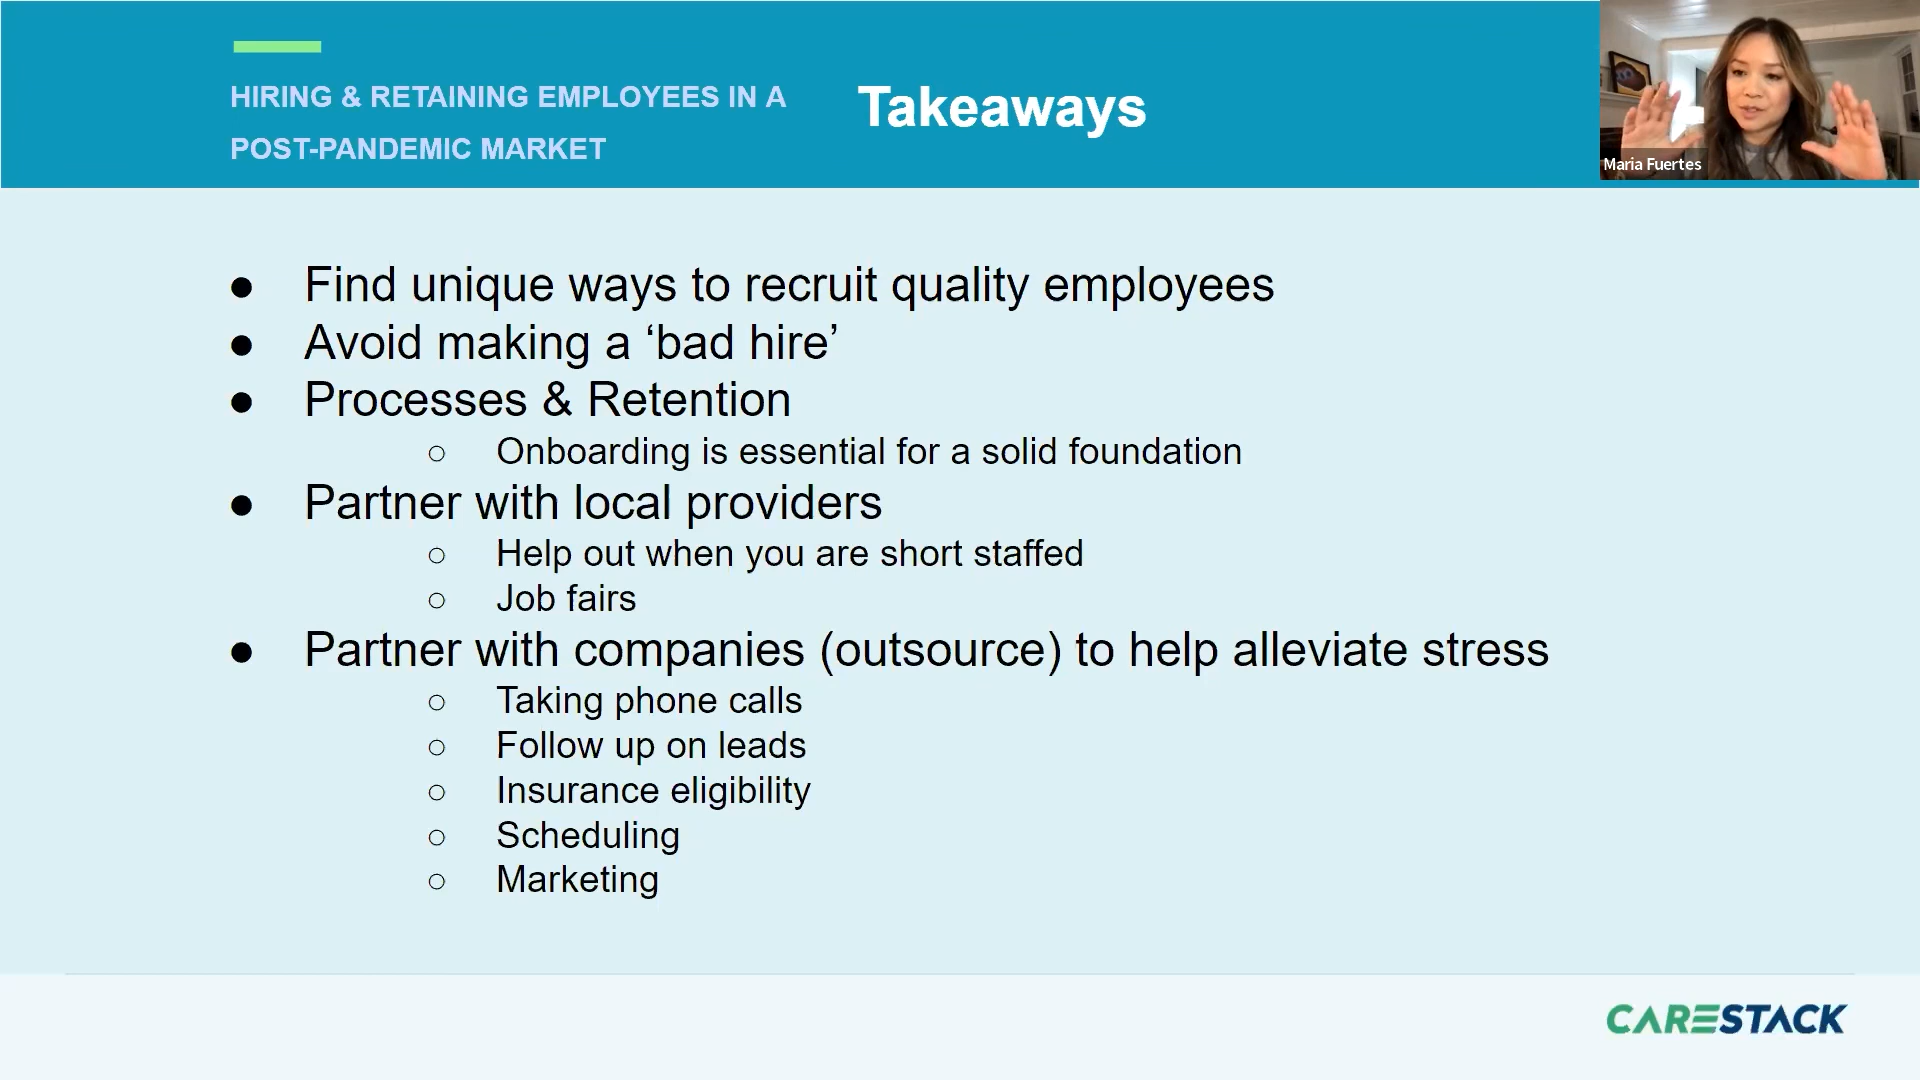 HIRING & RETAINING EMPLOYEES IN A
POST-PANDEMIC MARKET
Takeaways
Maria Fuertes
● Find unique ways to recruit quality employees
● Avoid making a ‘bad hire’
● Processes & Retention
○ Onboarding is essential for a solid foundation
● Partner with local providers
○ Help out when you are short staffed
○ Job fairs
● Partner with companies (outsource) to help alleviate stress
○ Taking phone calls
○ Follow up on leads
○ Insurance eligibility
○ Scheduling
○ Marketing
CARESTACK